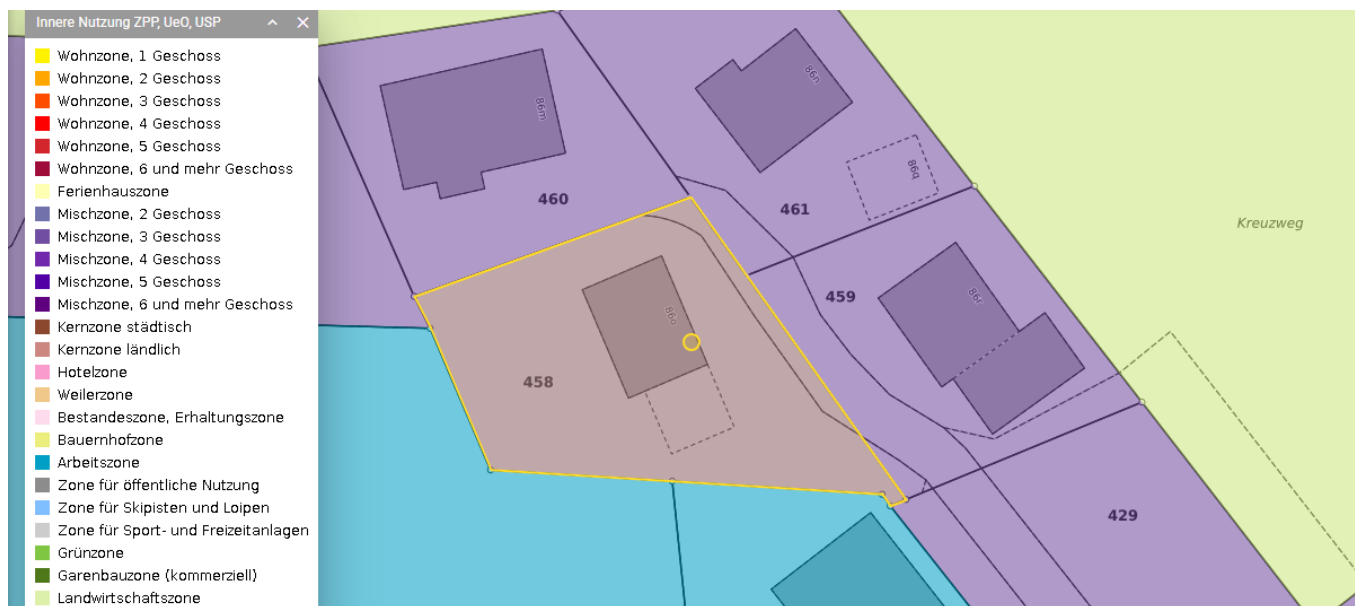 Innere Nutzung ZPP, UeO, USP
Wohnzone, 1 Geschoss
Wohnzone, 2 Geschoss
Wohnzone, 3 Geschoss
Wohnzone, 4 Geschoss
Wohnzone, 5 Geschoss
Wohnzone, 6 und mehr Geschoss
Ferienhauszone
Mischzone, 2 Geschoss
Mischzone, 3 Geschoss
Mischzone, 4 Geschoss
Mischzone, 5 Geschoss
Mischzone, 6 und mehr Geschoss
Kernzone städtisch
Kernzone ländlich
Hotelzone
Weilerzone
Bestandeszone, Erhaltungszone
Bauernhofzone
Arbeitszone
Zone für öffentliche Nutzung
Zone für Skipisten und Loipen
Zone für Sport- und Freizeitanlagen
Grünzone
Garenbauzone (kommerziell)
Landwirtschaftszone
86m
86n
86q
460
461
Kreuzweg
459
86r
86o
458
429